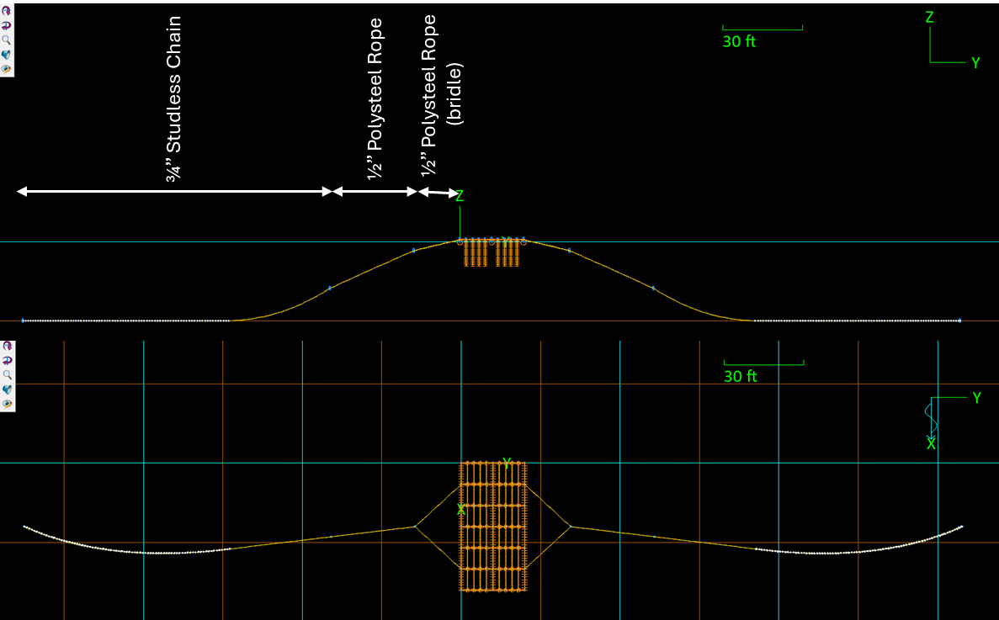 ¾” Studless Chain
½” Polysteel Rope
½” Polysteel Rope
(bridle)
30 ft
Z
Y
Z
Y
30 ft
Y
X
Y
X